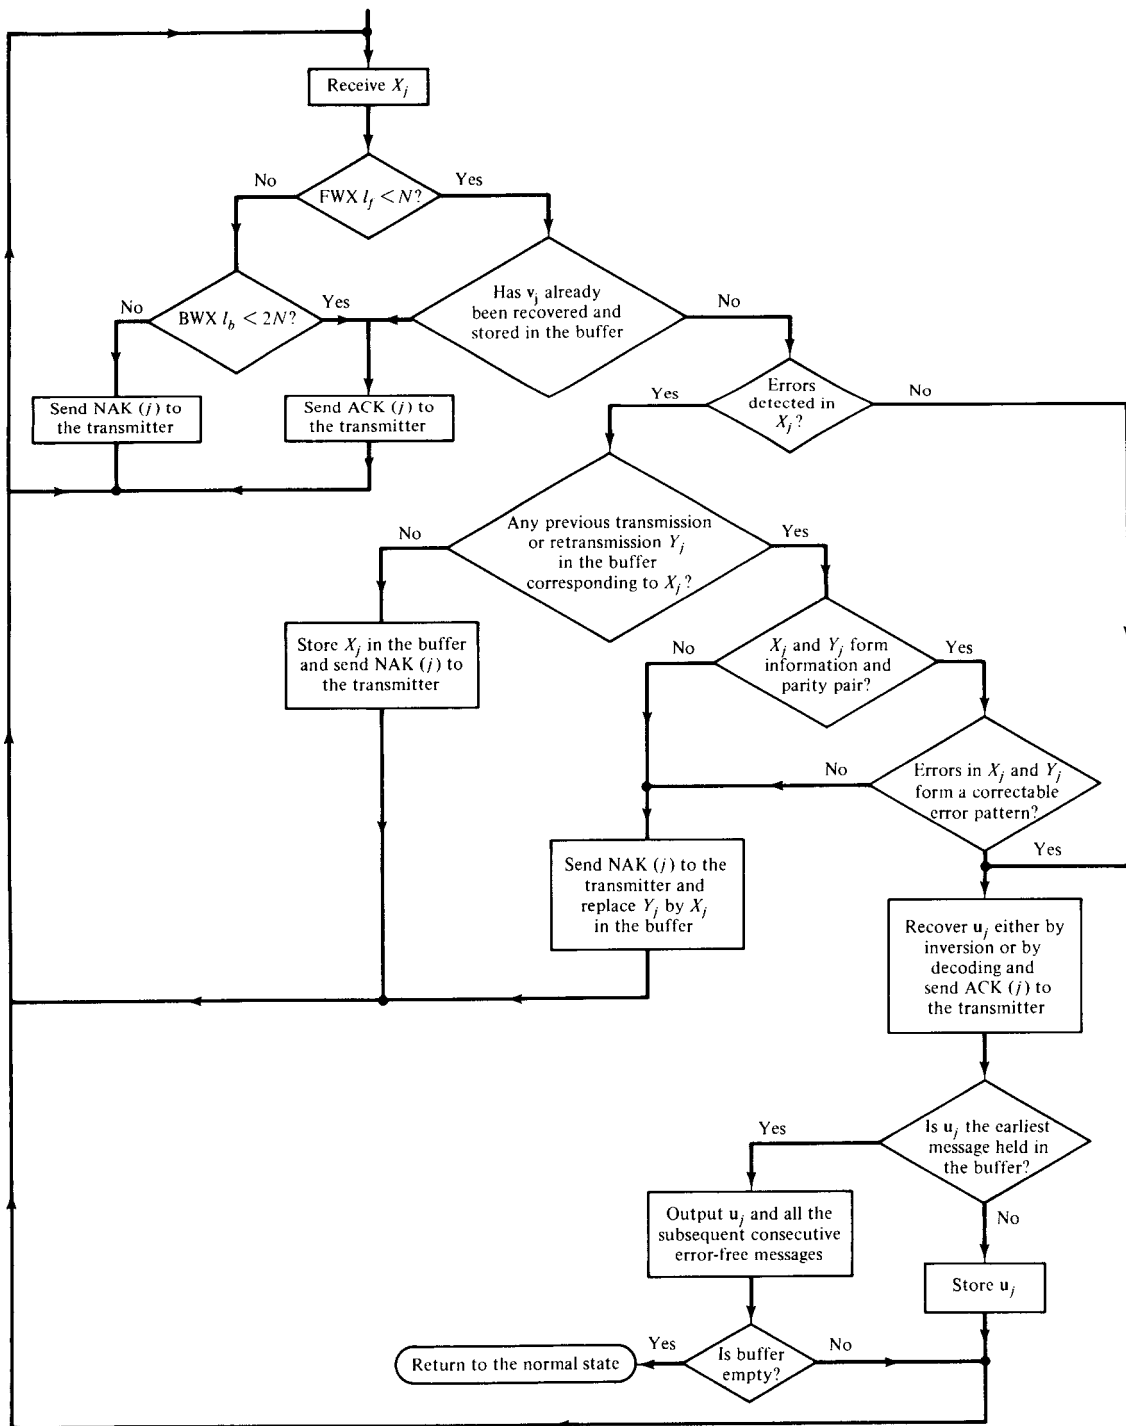 Receive X_j
No
FWX l_f < N?
Yes
No
BWX l_b < 2N?
Yes
Has v_j already
been recovered and
stored in the buffer
No
Send NAK (j) to
the transmitter
Send ACK (j) to
the transmitter
Yes
Errors
detected in
X_j?
No
No
Any previous transmission
or retransmission Y_j
in the buffer
corresponding to X_j?
Yes
Store X_j in the buffer
and send NAK (j) to
the transmitter
No
X_j and Y_j form
information and
parity pair?
Yes
No
Errors in X_j and Y_j
form a correctable
error pattern?
Yes
Send NAK (j) to the
transmitter and
replace Y_j by X_j
in the buffer
Recover u_j either by
inversion or by
decoding and
send ACK (j) to
the transmitter
Yes
Is u_j the earliest
message held in
the buffer?
No
Output u_j and all the
subsequent consecutive
error-free messages
Store u_j
Return to the normal state
Yes
Is buffer
empty?
No